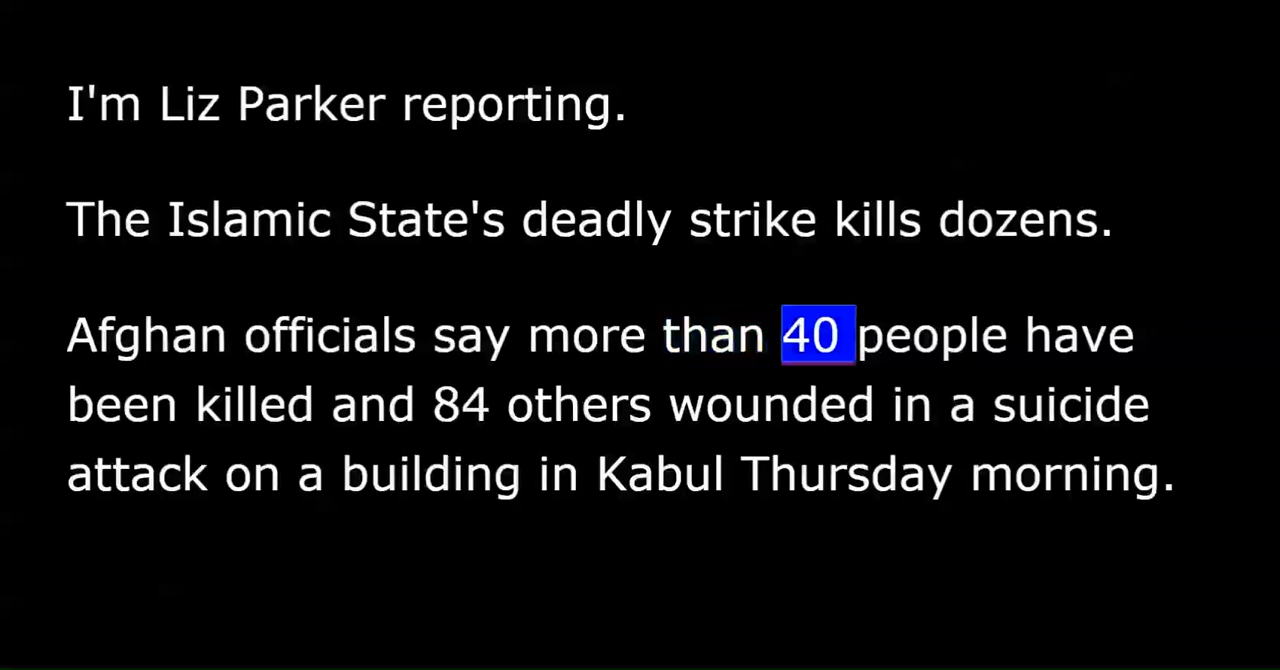 I'm Liz Parker reporting.
The Islamic State's deadly strike kills dozens.
Afghan officials say more than 40 people have
been killed and 84 others wounded in a suicide
attack on a building in Kabul Thursday morning.